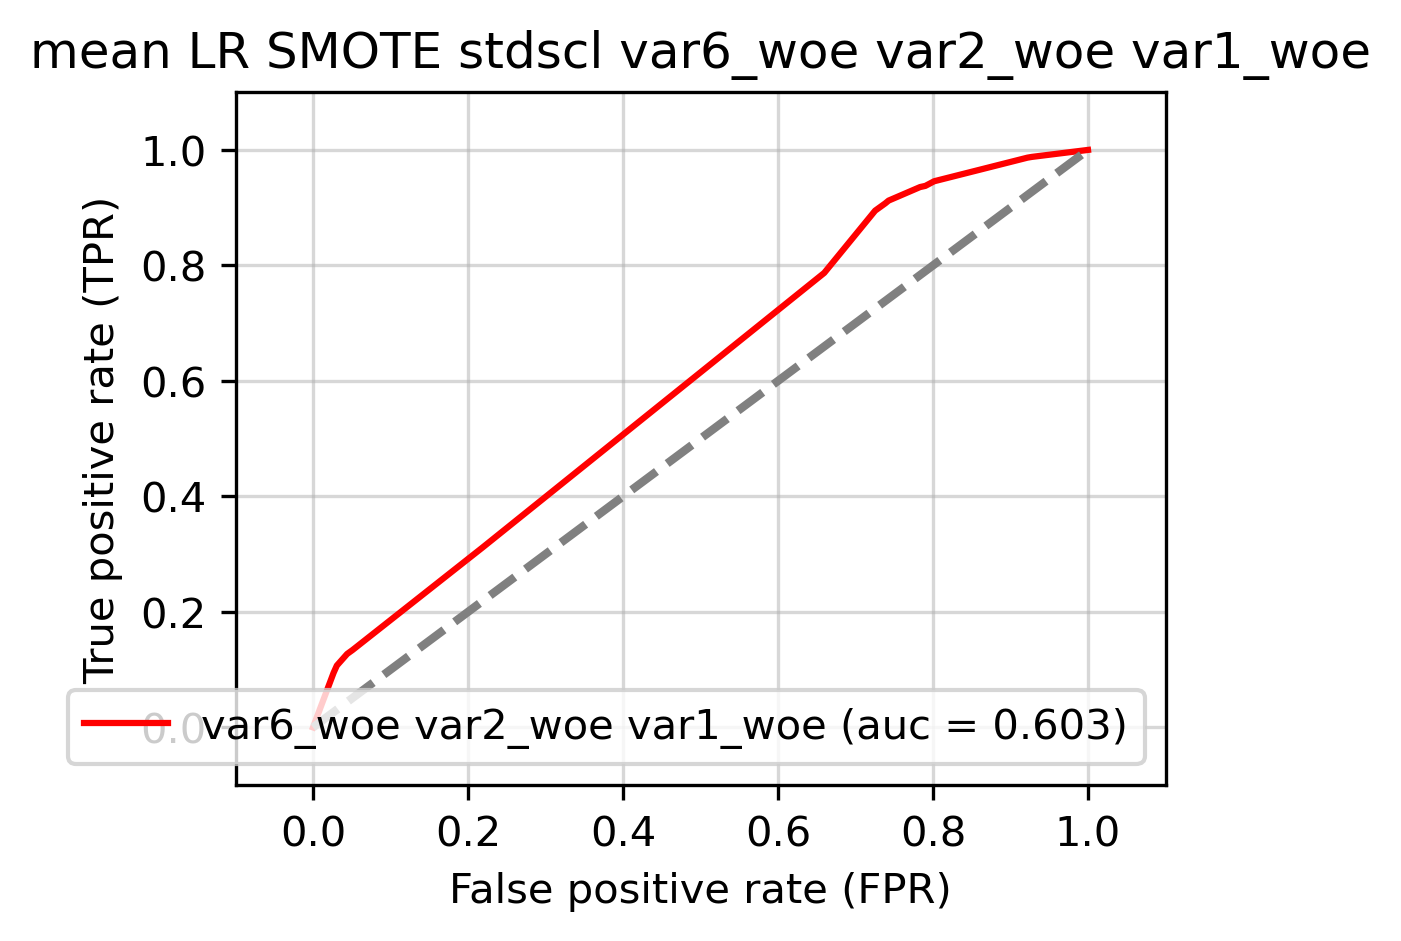 mean LR SMOTE stdscl var6_woe var2_woe var1_woe
True positive rate (TPR)
1.0
0.8
0.6
0.4
0.2
0.0
var6_woe var2_woe var1_woe (auc = 0.603)
0.0 0.2 0.4 0.6 0.8 1.0
False positive rate (FPR)